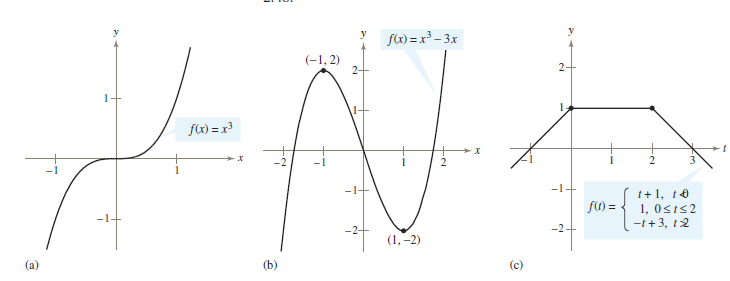 y
1
f(x) = x³
-1
1
x
-1
(a)
y
f(x) = x³ – 3x
(–1, 2)
2
1
-2
-1
1
2
x
-1
-2
(1, –2)
(b)
y
2
1
-1
1
2
3
t
-1
-2
f(t) =
t + 1, t
1, 0 ≤ t ≤ 2
-t + 3, t
(c)